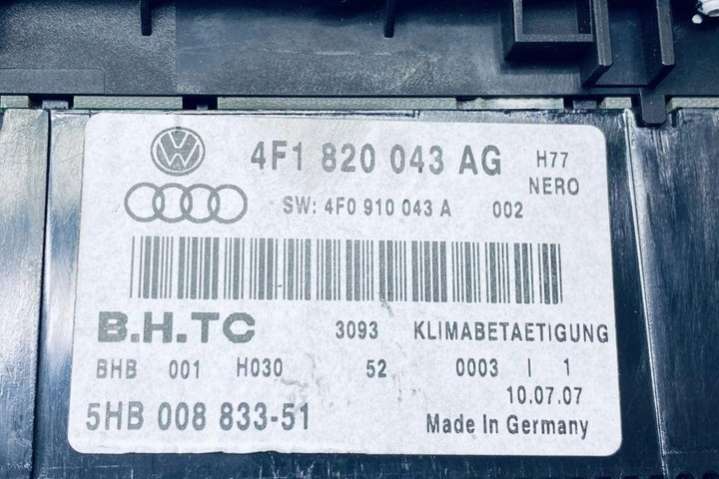 4F1 820 043 AG H77
NERO
SW: 4F0 910 043 A 002
B.H.TC 3093 KLIMABETAETIGUNG
BHB 001 H030 52 0003 I 1
10.07.07
5HB 008 833-51 Made In Germany